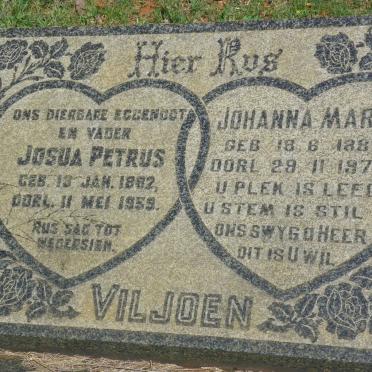 Hier Rus
ONS DIERBARE EGGENOOT
EN VADER
JOSUA PETRUS
GEB. 13 JAN. 1882,
OORL. 11 MEI 1959.
RUS SAG TOT
WEDERSIEN.
JOHANNA MAR
GEB 18 6 188
OORL 29 11 197
U PLEK IS LEE
U STEM IS STIL
ONS SWYG O HEER
DIT IS U WIL
VILJOEN